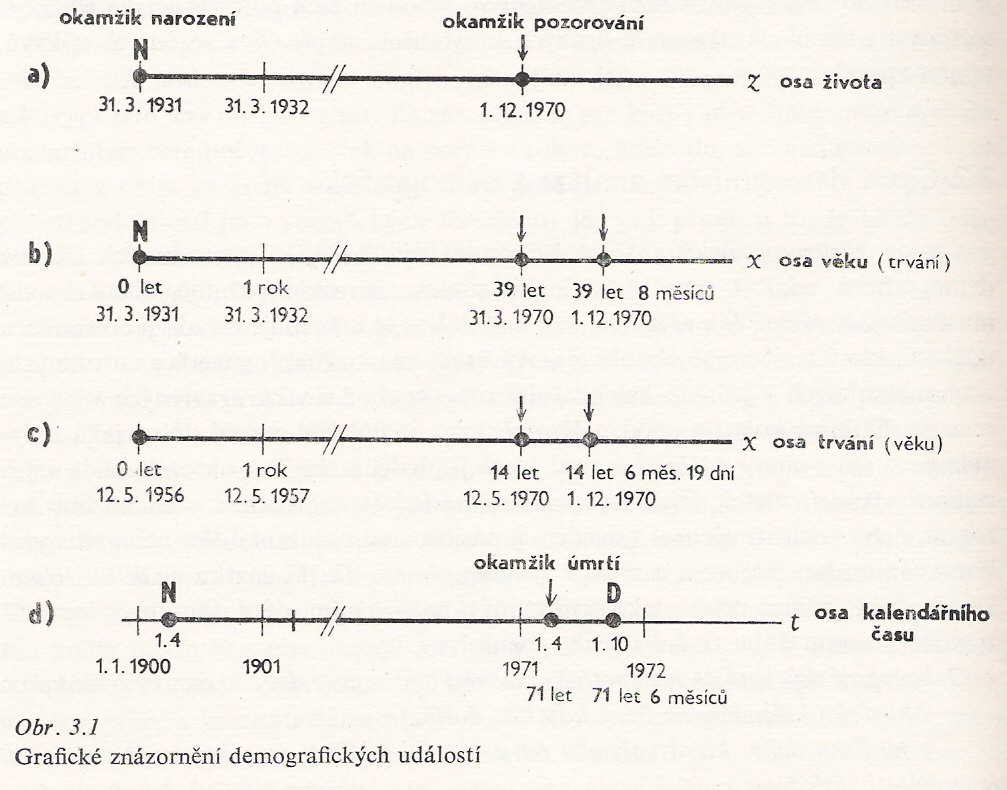 okamžik narození okamžik pozorování
N
a) z osa života
31.3.1931 31.3.1932 1.12.1970
N
b) x osa věku (trvání)
0 let 1 rok 39 let 39 let 8 měsíců
31.3.1931 31.3.1932 31.3.1970 1.12.1970
c) x osa trvání (věku)
0 let 1 rok 14 let 14 let 6 měs. 19 dní
12.5.1956 12.5.1957 12.5.1970 1.12.1970
okamžik úmrtí
N D
d) t osa kalendářního
času
1.4 1.4 1.10
1.1.1900 1901 1971 1972
71 let 71 let 6 měsíců
Obr. 3.1
Grafické znázornění demografických událostí